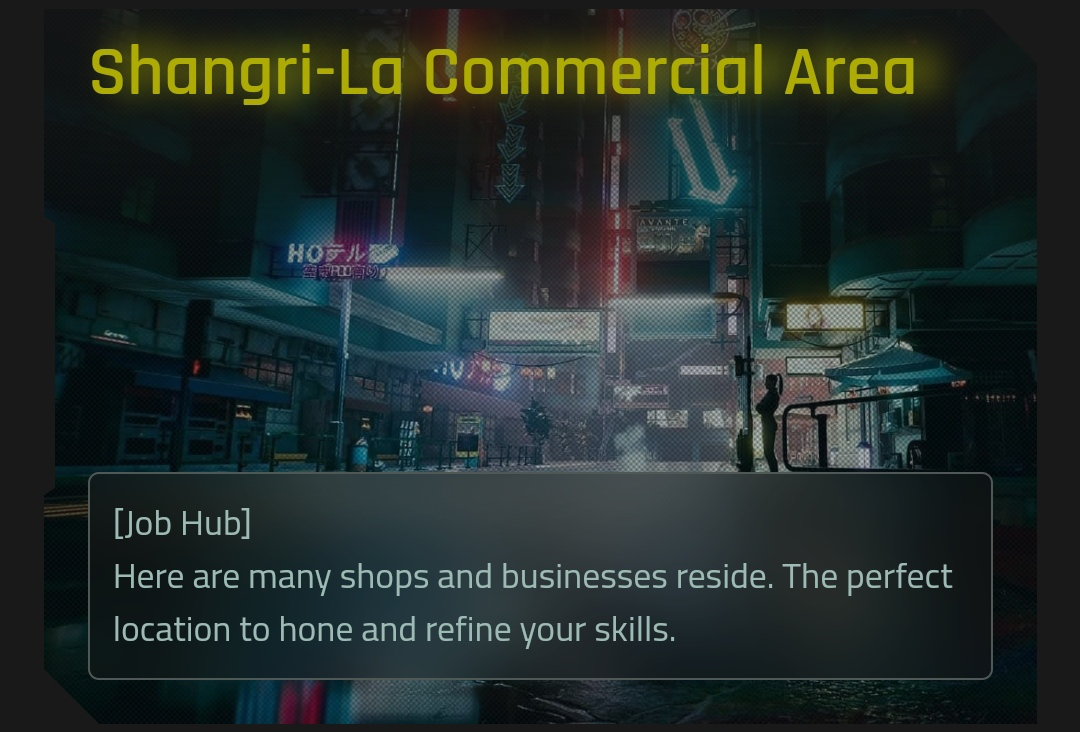 Shangri-La Commercial Area
AVANTE
HOテル
[Job Hub]
Here are many shops and businesses reside. The perfect
location to hone and refine your skills.